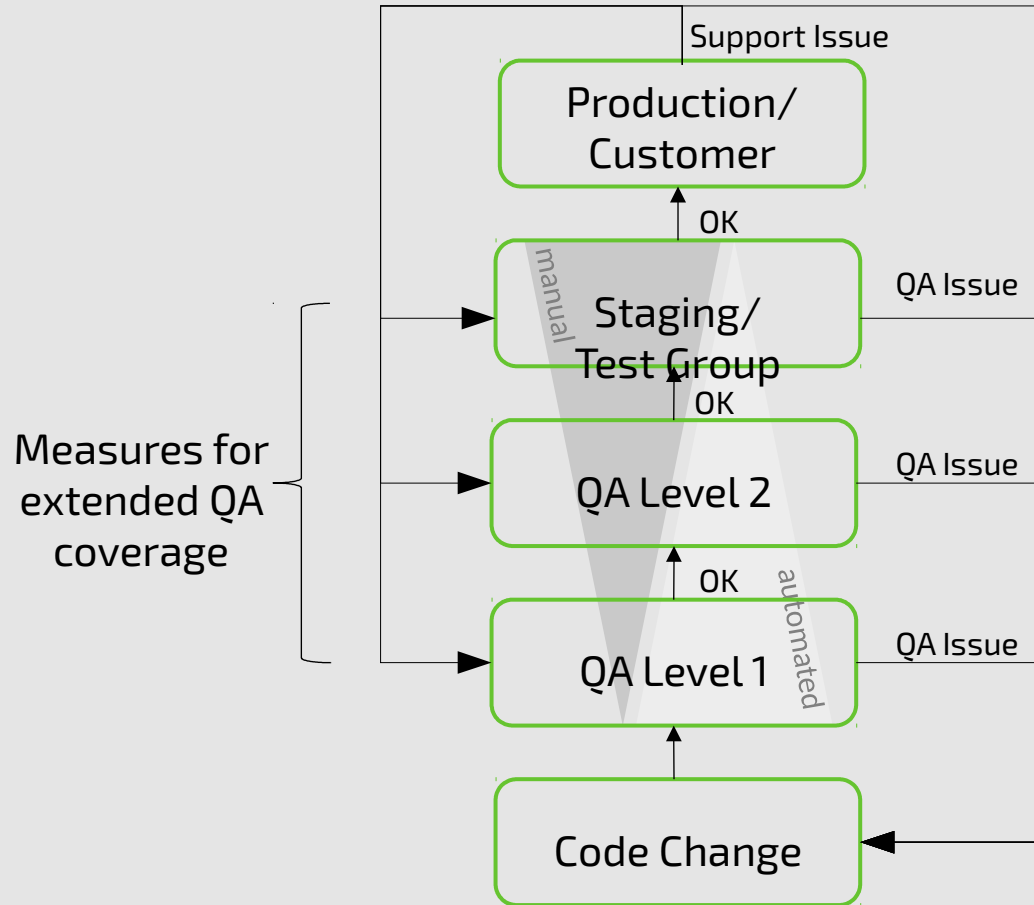 Support Issue
Production/
Customer
OK
manual
Staging/
Test Group
QA Issue
OK
Measures for
extended QA
coverage
QA Level 2
QA Issue
OK
automated
QA Level 1
QA Issue
Code Change